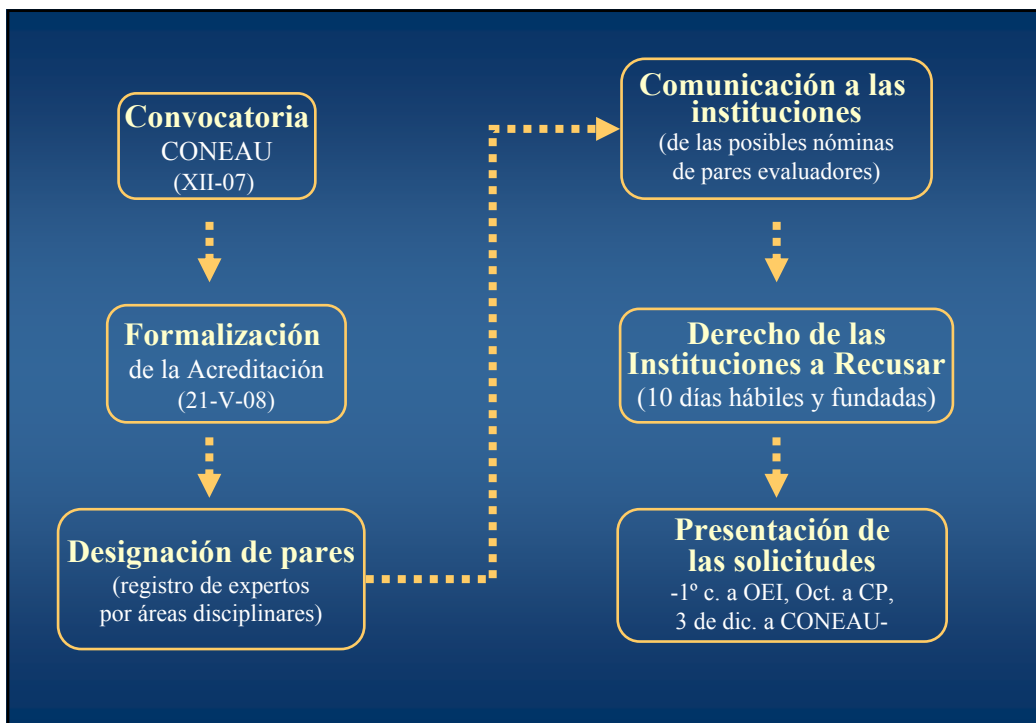 Convocatoria
CONEAU
(XII-07)
Formalización
de la Acreditación
(21-V-08)
Designación de pares
(registro de expertos
por áreas disciplinares)
Comunicación a las
instituciones
(de las posibles nóminas
de pares evaluadores)
Derecho de las
Instituciones a Recusar
(10 días hábiles y fundadas)
Presentación de
las solicitudes
-1º c. a OEI, Oct. a CP,
3 de dic. a CONEAU-